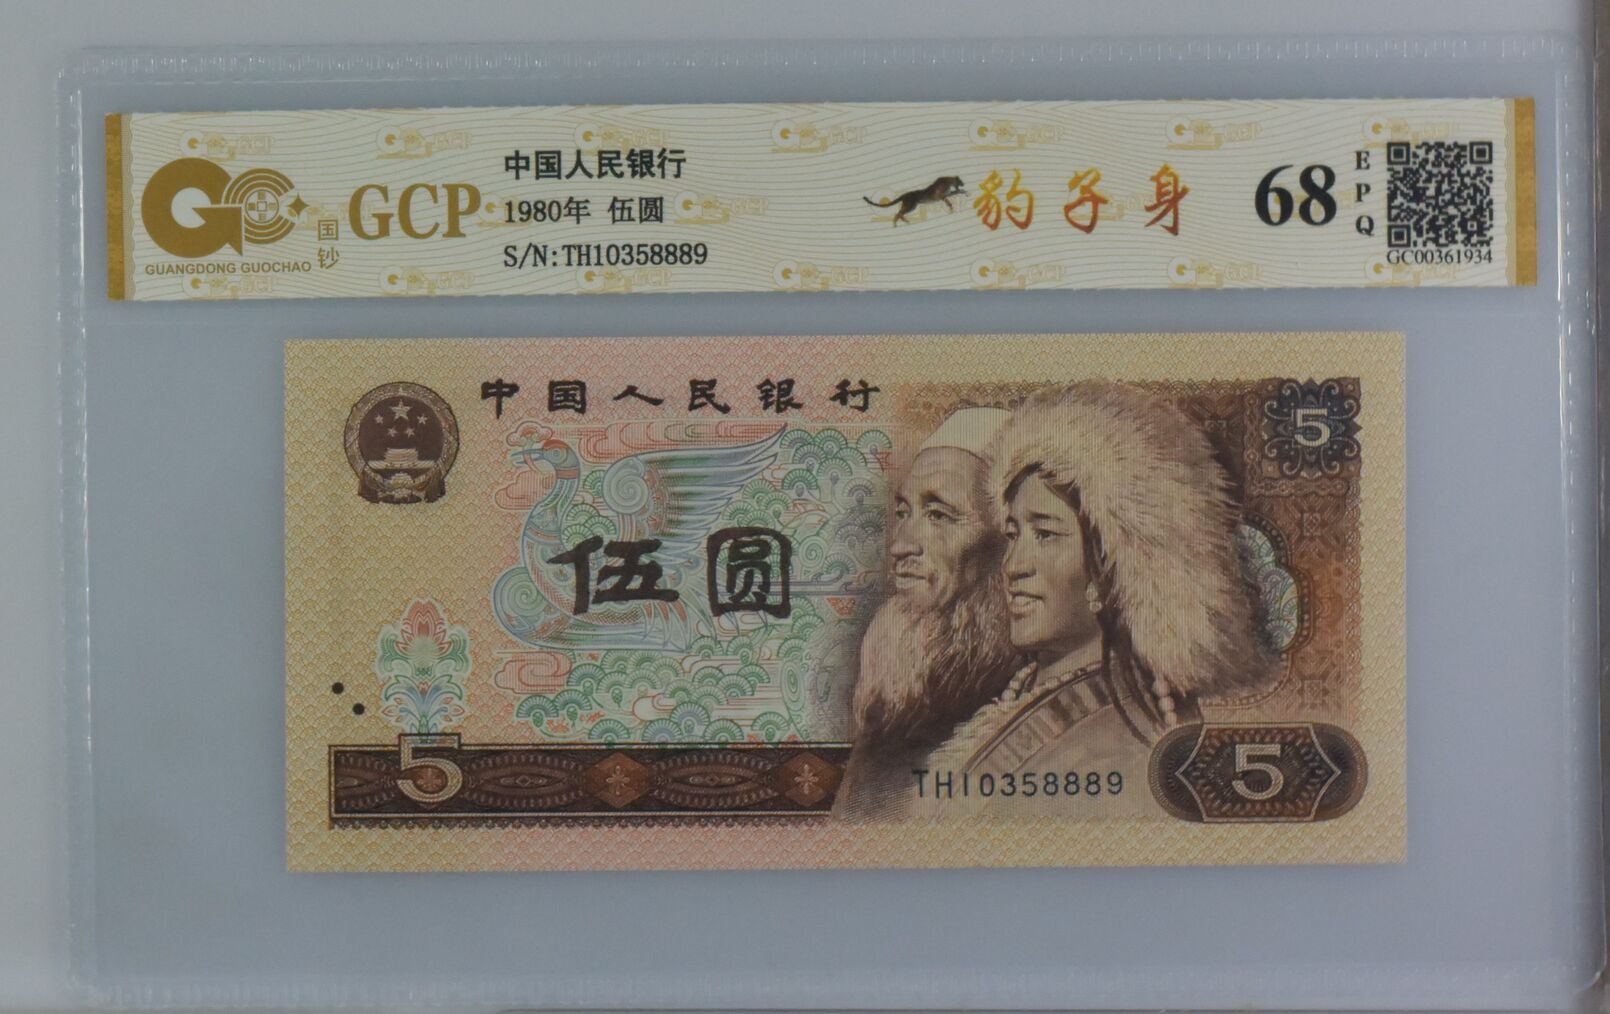 GUANGDONG GUOCHAO
国钞
GCP
中国人民银行
1980年 伍圆
S/N:TH10358889
豹子身
68
EPQ
GC00361934
中国人民银行
5
伍圆
5
TH10358889
5